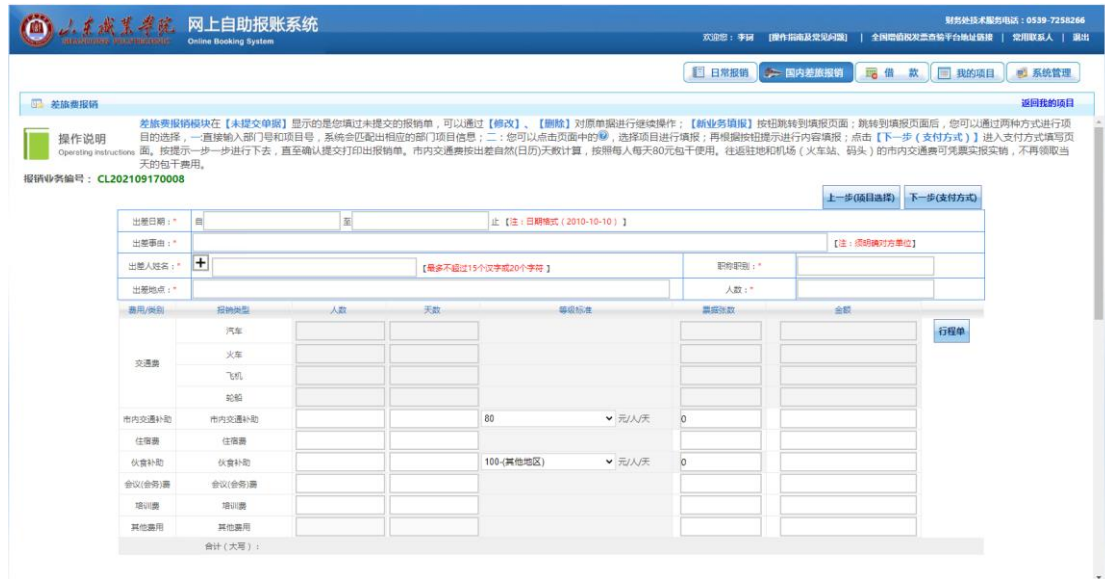 网上自助报账系统
Online Booking System
财务处技术服务电话：0539-7258266
欢迎您：李 【操作指南及常见问题】 | 全国增值税发票查验平台地址链接 | 常用联系人 | 退出
日常报销 国内差旅报销 借 款 我的项目 系统管理
差旅费报销 返回我的项目
操作说明
Operating instructions
差旅费报销模块在【未提交单据】显示的是您填过未提交的报销单，可以通过【修改】、【删除】对原单据进行继续操作；【新业务填报】按钮跳转到填报页面；跳转到填报页面后，您可以通过两种方式进行项
目的选择，一:直接输入部门号和项目号，系统会匹配出相应的部门项目信息；二：您可以点击页面中的，选择项目进行填报；再根据按钮提示进行内容填报；点击【下一步（支付方式）】进入支付方式填写页
面。按提示一步一步进行下去，直至确认提交打印出报销单。市内交通费按出差自然(日历)天数计算，按照每人每天80元包干使用。往返驻地和机场（火车站、码头）的市内交通费可凭票实报实销，不再领取当
天的包干费用。
报销业务编号： CL202109170008
上一步(项目选择) 下一步(支付方式)
出差日期：* 自 至 止 【注：日期格式（2010-10-10）】
出差事由：* 【注：须明确对方单位】
出差人姓名：* + 【最多不超过15个汉字或20个字符】 职称职别：*
出差地点：* 人数：*
费用/类别 报销类型 人数 天数 等级标准 票据张数 金额
汽车 行程单
火车
交通费
飞机
轮船
市内交通补助 市内交通补助 80 元/人/天 0
住宿费 住宿费
伙食补助 伙食补助 100-(其他地区) 元/人/天 0
会议(会务)费 会议(会务)费
培训费 培训费
其他费用 其他费用
合计（大写）：